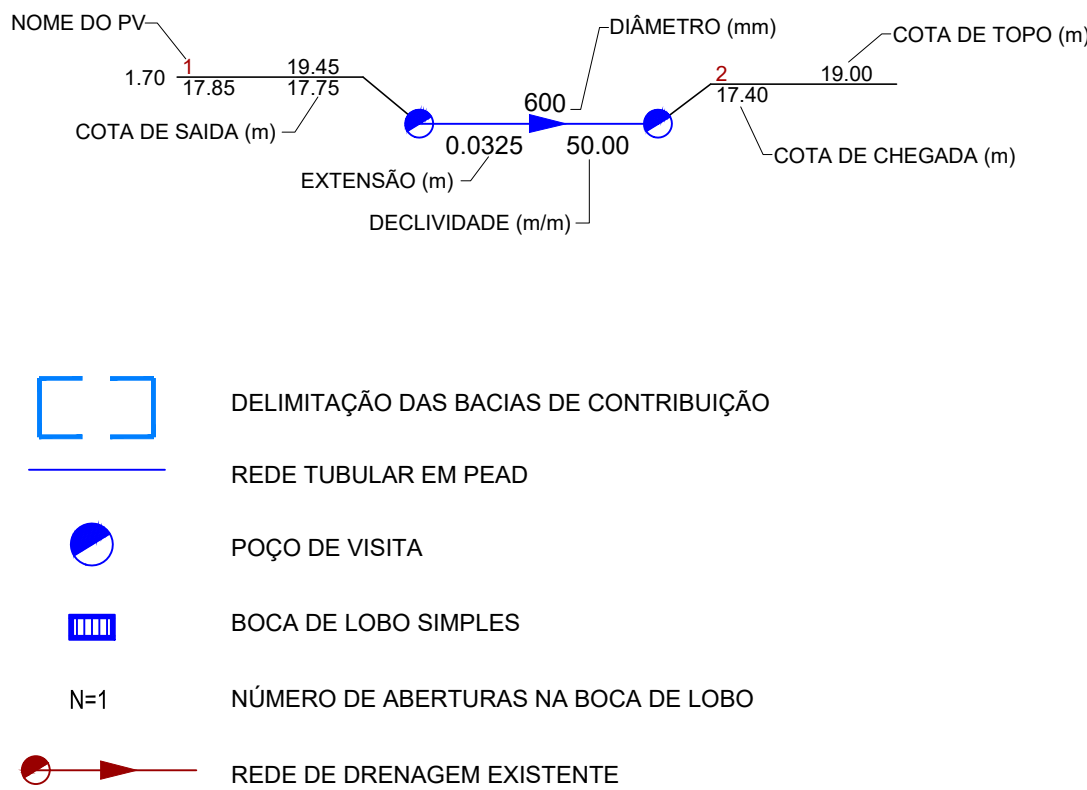 NOME DO PV
DIÂMETRO (mm)
COTA DE TOPO (m)
1.70
1
19.45
17.85
17.75
2
19.00
17.40
600
COTA DE SAIDA (m)
0.0325
50.00
COTA DE CHEGADA (m)
EXTENSÃO (m)
DECLIVIDADE (m/m)
DELIMITAÇÃO DAS BACIAS DE CONTRIBUIÇÃO
REDE TUBULAR EM PEAD
POÇO DE VISITA
BOCA DE LOBO SIMPLES
N=1
NÚMERO DE ABERTURAS NA BOCA DE LOBO
REDE DE DRENAGEM EXISTENTE